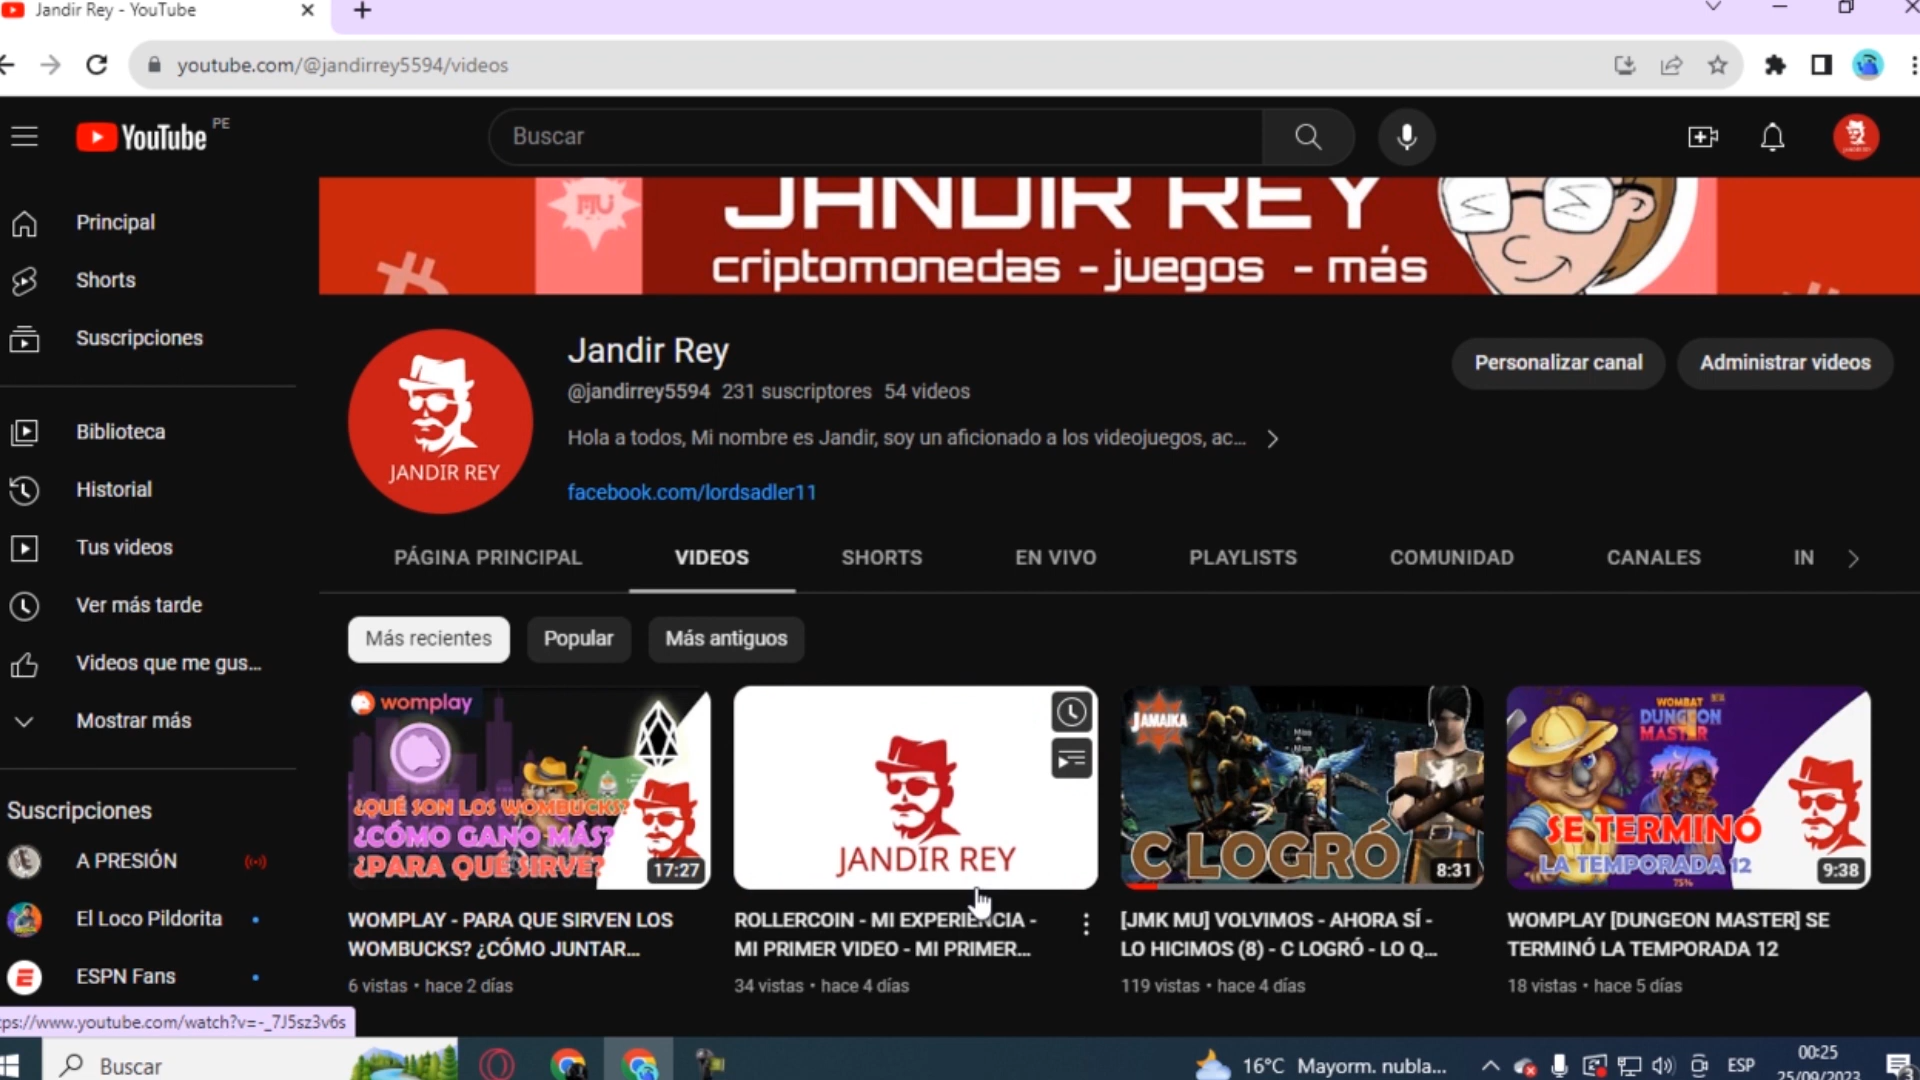 Jandir Rey - YouTube
youtube.com/@jandirrey5594/videos
YouTube PE
Buscar
MU
JANDIR REY
criptomonedas - juegos - más
Principal
Shorts
Suscripciones
Biblioteca
Historial
Tus videos
Ver más tarde
Videos que me gus...
Mostrar más
Suscripciones
A PRESIÓN
El Loco Pildorita
ESPN Fans
JANDIR REY
Jandir Rey
@jandirrey5594 231 suscriptores 54 videos
Hola a todos, Mi nombre es Jandir, soy un aficionado a los videojuegos, ac...
facebook.com/lordsadler11
Personalizar canal
Administrar videos
PÁGINA PRINCIPAL
VIDEOS
SHORTS
EN VIVO
PLAYLISTS
COMUNIDAD
CANALES
IN
Más recientes
Popular
Más antiguos
womplay
¿QUÉ SON LOS WOMBUCKS?
¿CÓMO GANO MÁS?
¿PARA QUÉ SIRVE?
17:27
WOMPLAY - PARA QUE SIRVEN LOS
WOMBUCKS? ¿CÓMO JUNTAR...
6 vistas • hace 2 días
JANDIR REY
ROLLERCOIN - MI EXPERIENCIA -
MI PRIMER VIDEO - MI PRIMER...
34 vistas • hace 4 días
JAMAIKA
C LOGRÓ
8:31
[JMK MU] VOLVIMOS - AHORA SÍ -
LO HICIMOS (8) - C LOGRÓ - LO Q...
119 vistas • hace 4 días
WOMBAT
DUNGEON
MASTER
SE TERMINÓ
LA TEMPORADA 12
75%
9:38
WOMPLAY [DUNGEON MASTER] SE
TERMINÓ LA TEMPORADA 12
18 vistas • hace 5 días
ps://www.youtube.com/watch?v=-_7J5sz3v6s
Buscar
16°C Mayorm. nubla...
ESP
00:25
25/09/2023
3